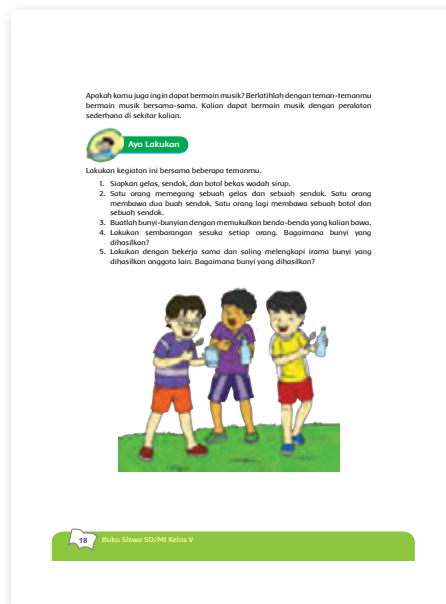 Apakah kamu juga ingin dapat bermain musik? Berlatihlah dengan teman-temanmu
bermain musik bersama-sama. Kalian dapat bermain musik dengan peralatan
sederhana di sekitar kalian.
Ayo Lakukan
Lakukan kegiatan ini bersama beberapa temanmu.
1. Siapkan gelas, sendok, dan botol bekas wadah sirup.
2. Satu orang memegang sebuah gelas dan sebuah sendok. Satu orang
membawa dua buah sendok. Satu orang lagi membawa sebuah botol dan
sebuah sendok.
3. Buatlah bunyi-bunyian dengan memukulkan benda-benda yang kalian bawa.
4. Lakukan sembarangan sesuka setiap orang. Bagaimana bunyi yang
dihasilkan?
5. Lakukan dengan bekerja sama dan saling melengkapi irama bunyi yang
dihasilkan anggota lain. Bagaimana bunyi yang dihasilkan?
18 Buku Siswa SD/MI Kelas V